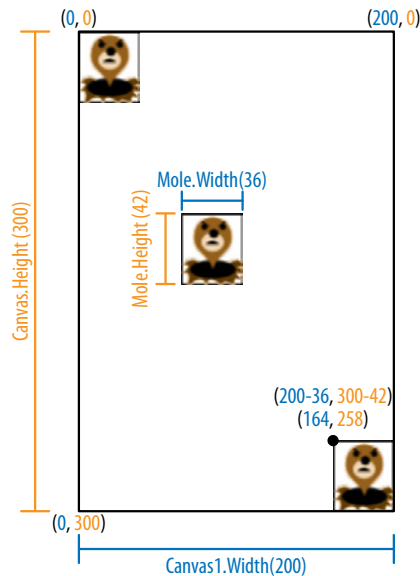 (0, 0)
(200, 0)
Mole.Width(36)
Mole.Height (42)
Canvas.Height (300)
(200-36, 300-42)
(164, 258)
(0, 300)
Canvas1.Width(200)